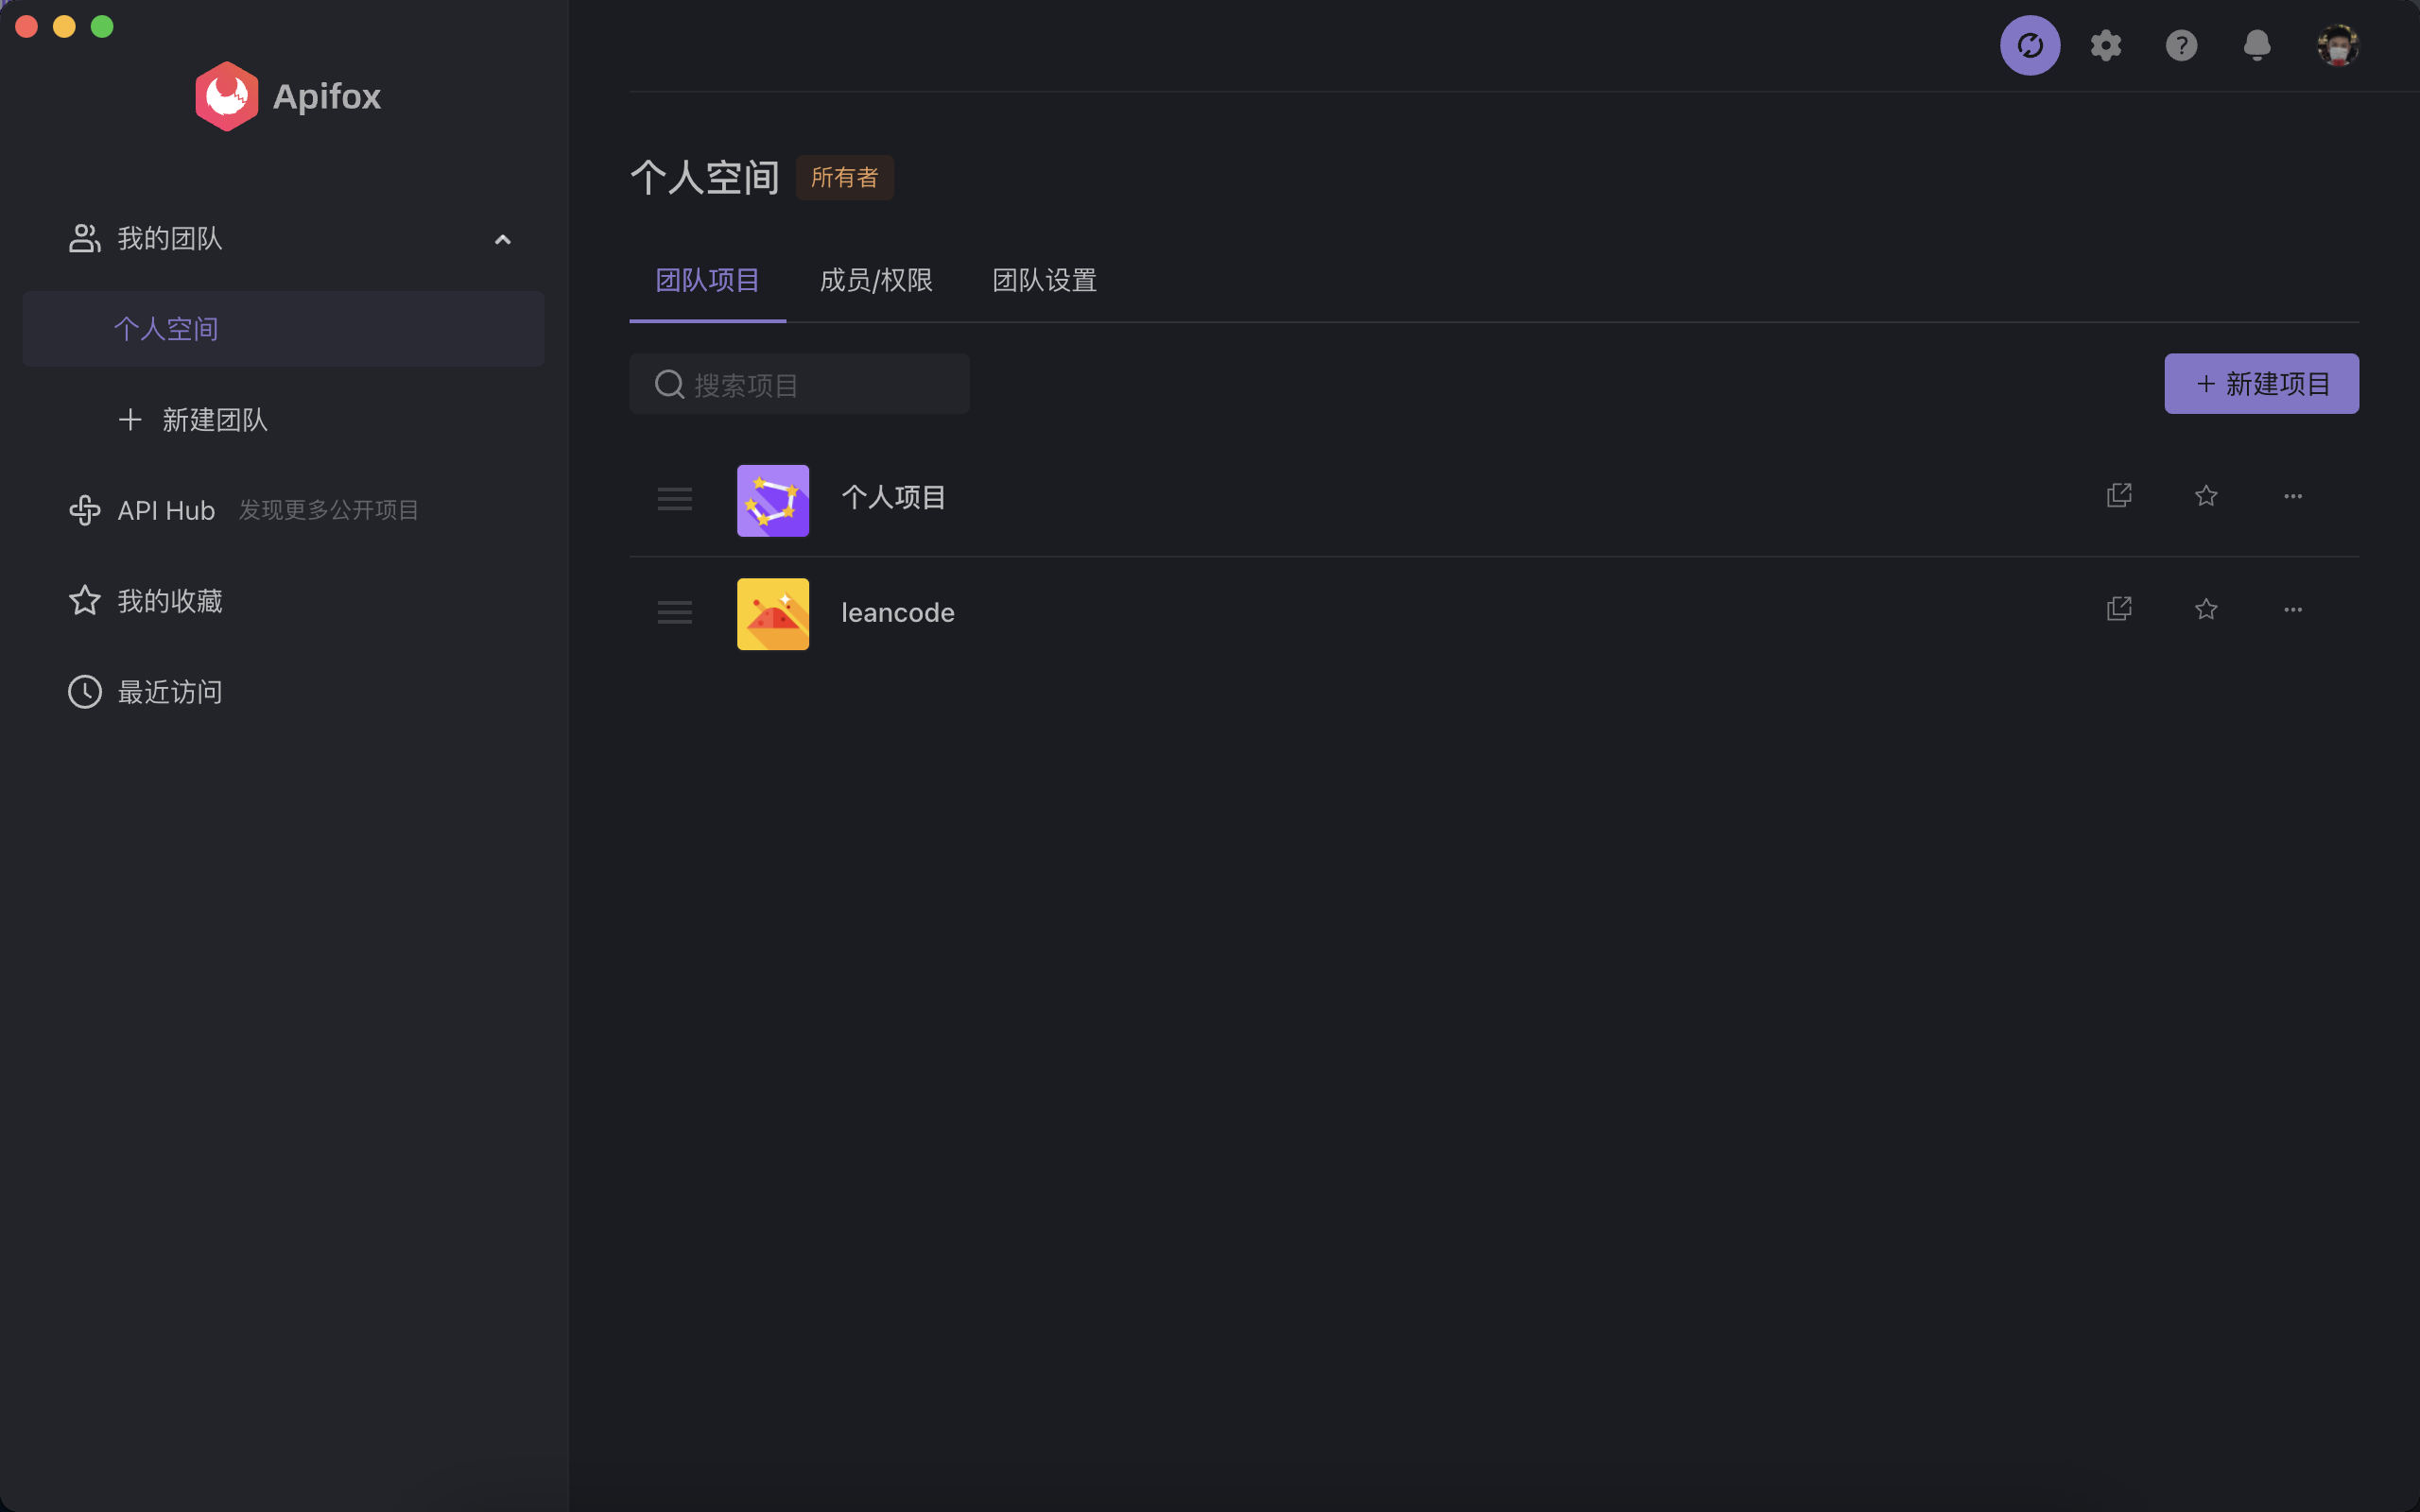 Apifox
我的团队
个人空间
新建团队
API Hub 发现更多公开项目
我的收藏
最近访问
个人空间 所有者
团队项目 成员/权限 团队设置
搜索项目
新建项目
个人项目
leancode